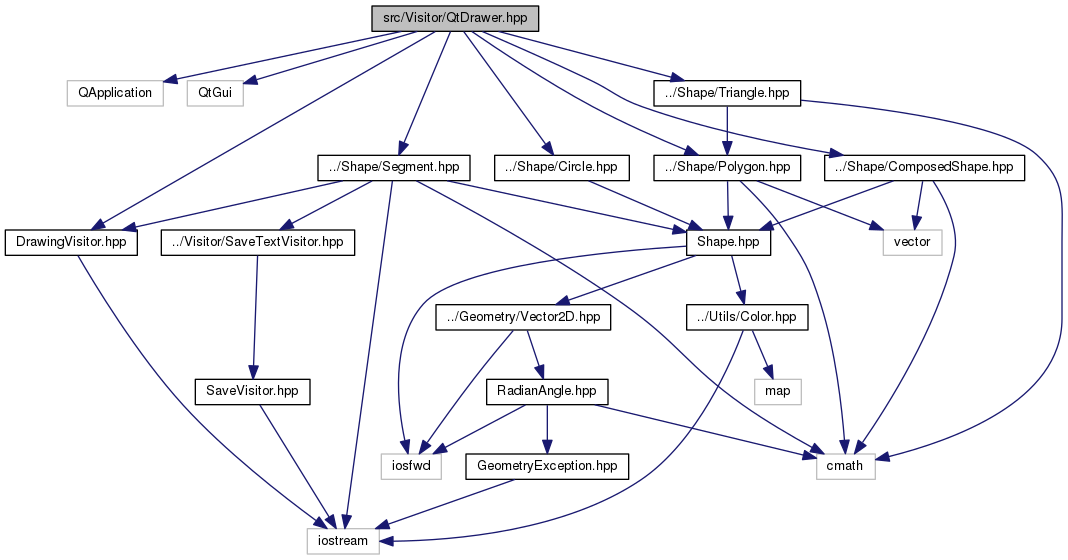 src/Visitor/QtDrawer.hpp
QApplication
QtGui
../Shape/Triangle.hpp
../Shape/Segment.hpp
../Shape/Circle.hpp
../Shape/Polygon.hpp
../Shape/ComposedShape.hpp
DrawingVisitor.hpp
../Visitor/SaveTextVisitor.hpp
Shape.hpp
vector
../Geometry/Vector2D.hpp
../Utils/Color.hpp
SaveVisitor.hpp
RadianAngle.hpp
map
iosfwd
GeometryException.hpp
cmath
iostream